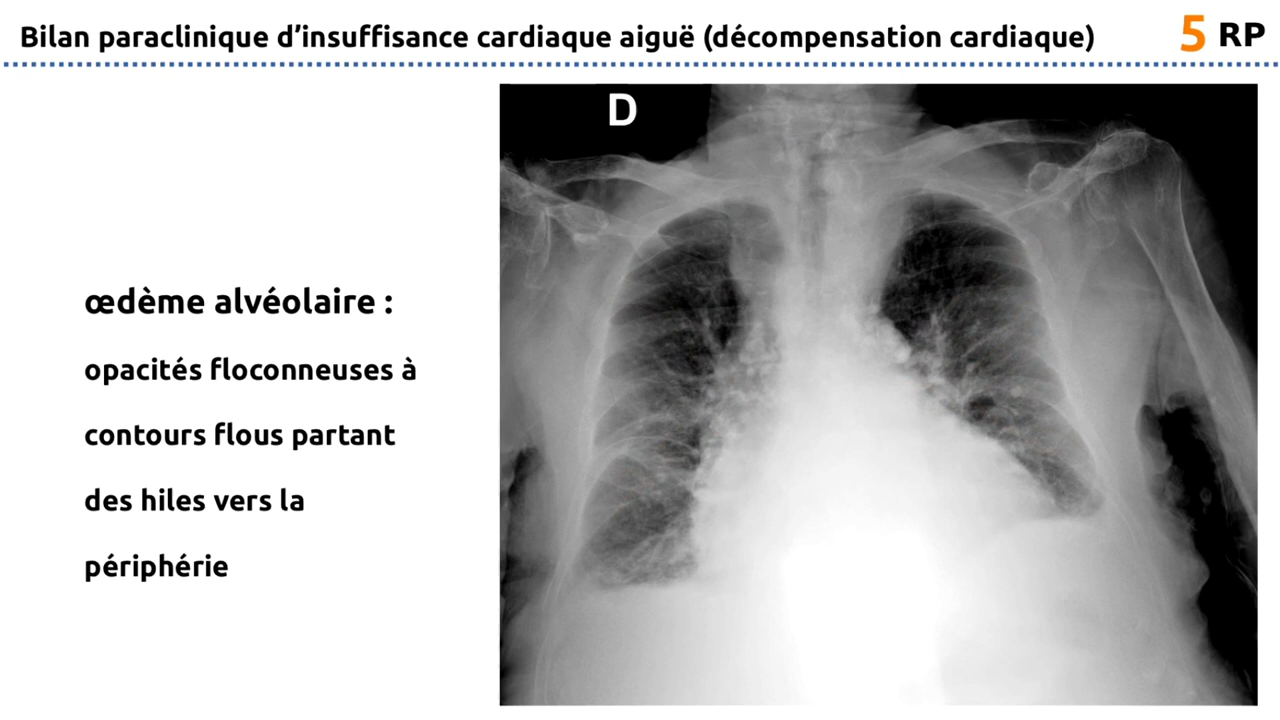 Bilan paraclinique d’insuffisance cardiaque aiguë (décompensation cardiaque)
5 RP
D
œdème alvéolaire :
opacités floconneuses à
contours flous partant
des hiles vers la
périphérie